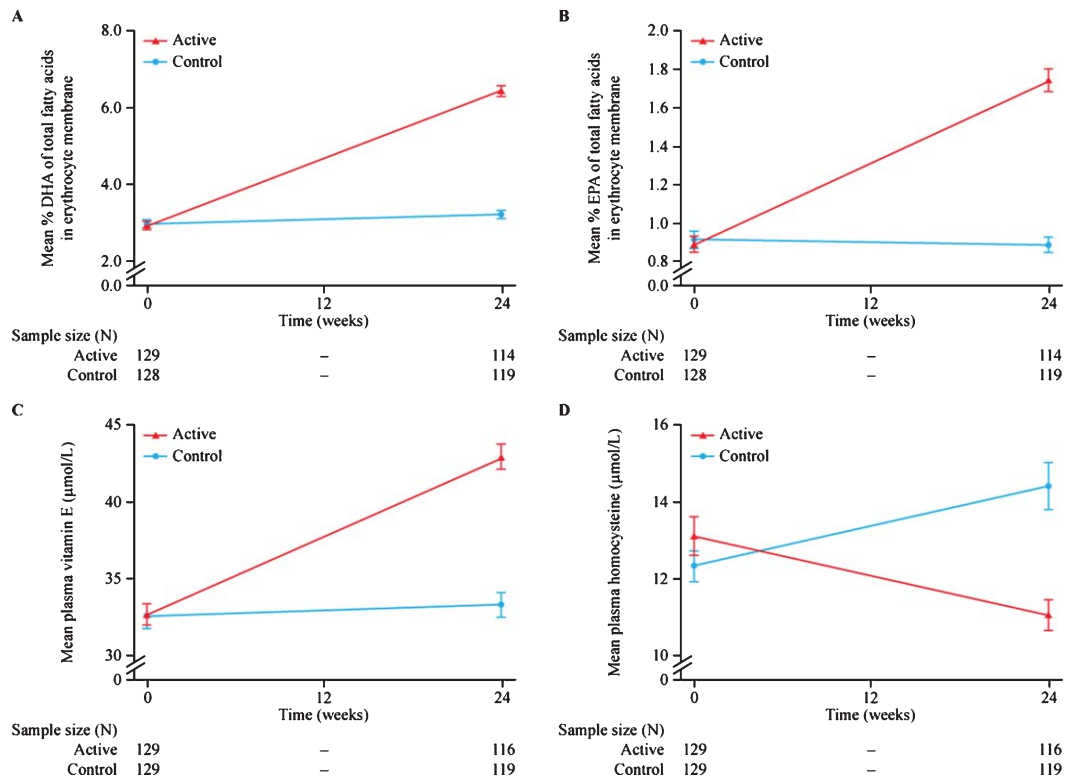 A
8.0
6.0
4.0
2.0
0.0
Mean % DHA of total fatty acids
in erythrocyte membrane
Active
Control
0 12 24
Time (weeks)
Sample size (N)
Active 129 – 114
Control 128 – 119
B
2.0
1.8
1.6
1.4
1.2
1.0
0.8
0.0
Mean % EPA of total fatty acids
in erythrocyte membrane
Active
Control
0 12 24
Time (weeks)
Sample size (N)
Active 129 – 114
Control 128 – 119
C
45
40
35
30
0
Mean plasma vitamin E (μmol/L)
Active
Control
0 12 24
Time (weeks)
Sample size (N)
Active 129 – 116
Control 129 – 119
D
16
14
12
10
0
Mean plasma homocysteine (μmol/L)
Active
Control
0 12 24
Time (weeks)
Sample size (N)
Active 129 – 116
Control 129 – 119